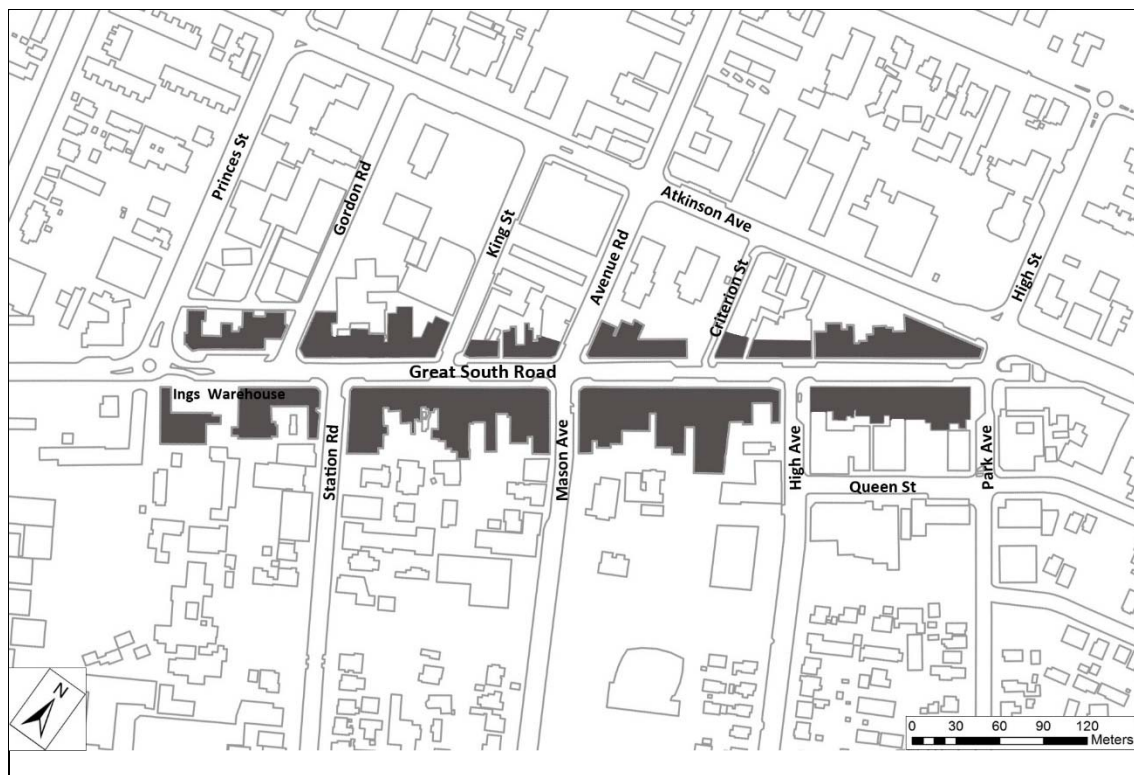 Princes St
Gordon Rd
King St
Avenue Rd
Atkinson Ave
Criterion St
High St
Great South Road
Ings Warehouse
Station Rd
Mason Ave
High Ave
Queen St
Park Ave
N
0 30 60 90 120
Meters